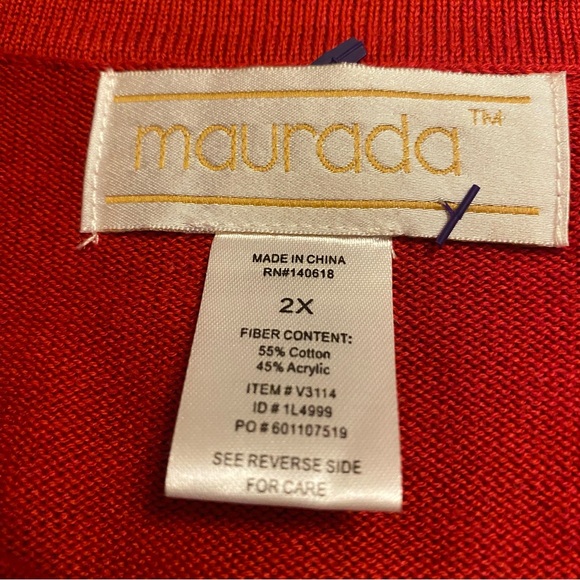 maurada™
MADE IN CHINA
RN#140618
2X
FIBER CONTENT:
55% Cotton
45% Acrylic
ITEM # V3114
ID # 1L4999
PO # 601107519
SEE REVERSE SIDE
FOR CARE